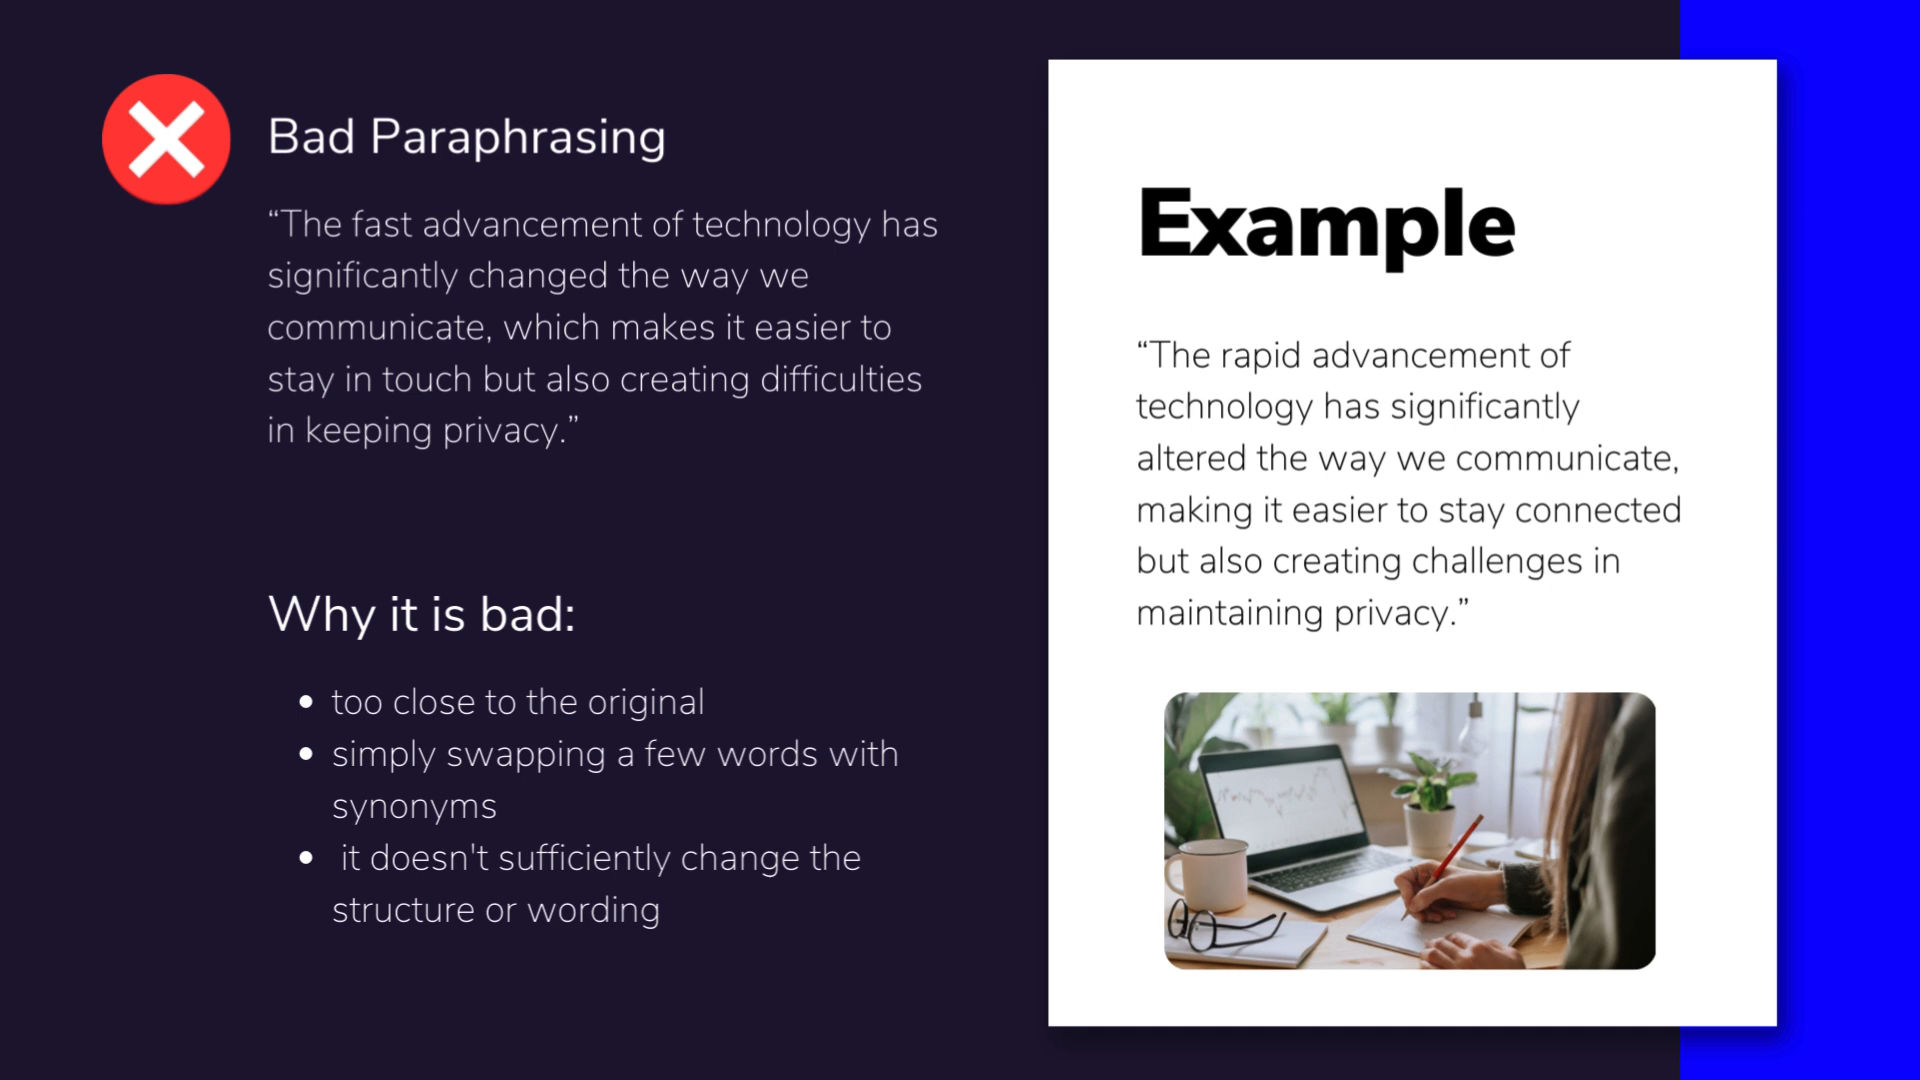 Bad Paraphrasing
“The fast advancement of technology has
significantly changed the way we
communicate, which makes it easier to
stay in touch but also creating difficulties
in keeping privacy.”
Why it is bad:
• too close to the original
• simply swapping a few words with
synonyms
• it doesn't sufficiently change the
structure or wording
Example
“The rapid advancement of
technology has significantly
altered the way we communicate,
making it easier to stay connected
but also creating challenges in
maintaining privacy.”